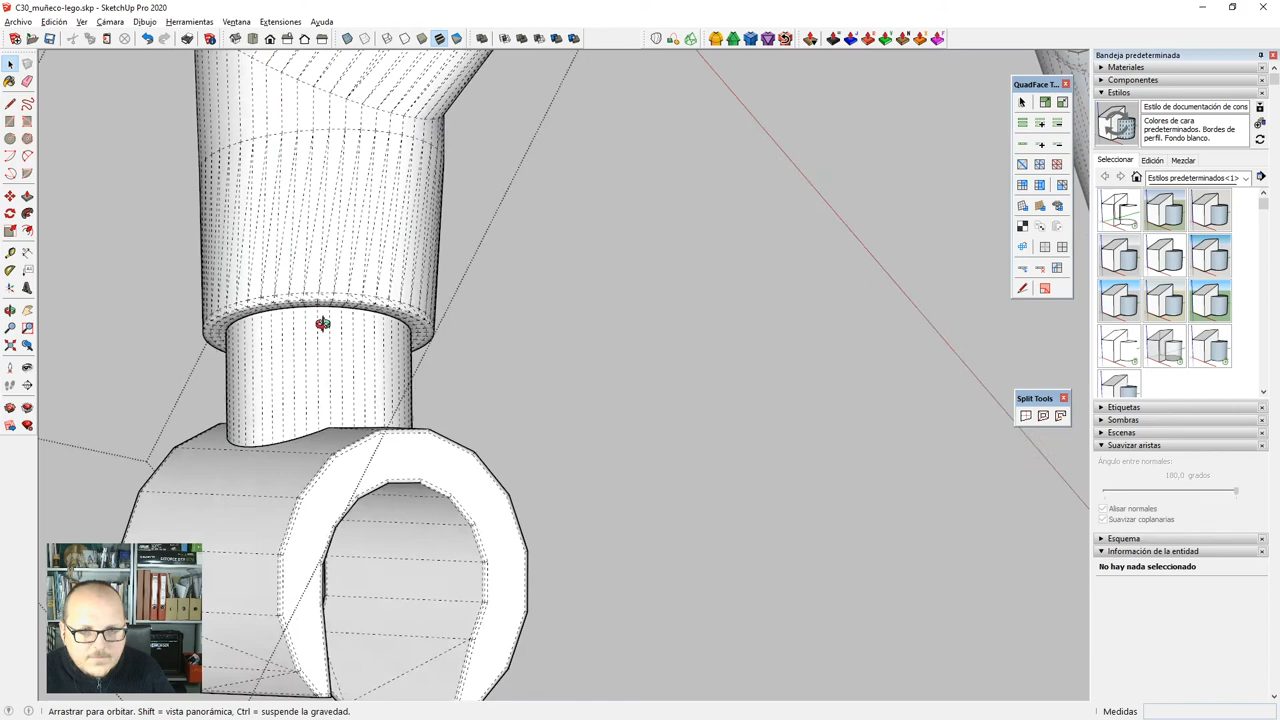 C30_muñeco-lego.skp - SketchUp Pro 2020
Archivo Edición Ver Cámara Dibujo Herramientas Ventana Extensiones Ayuda
Bandeja predeterminada
Materiales
Componentes
Estilos
Estilo de documentación de cons
Colores de cara
predeterminados. Bordes de
perfil. Fondo blanco.
Seleccionar Edición Mezclar
Estilos predeterminados<1>
QuadFace T...
Split Tools
Etiquetas
Sombras
Escenas
Suavizar aristas
Ángulo entre normales:
180,0 grados
Alisar normales
Suavizar coplanarias
Esquema
Información de la entidad
No hay nada seleccionado
Arrastrar para orbitar. Shift = vista panorámica, Ctrl = suspende la gravedad.
Medidas